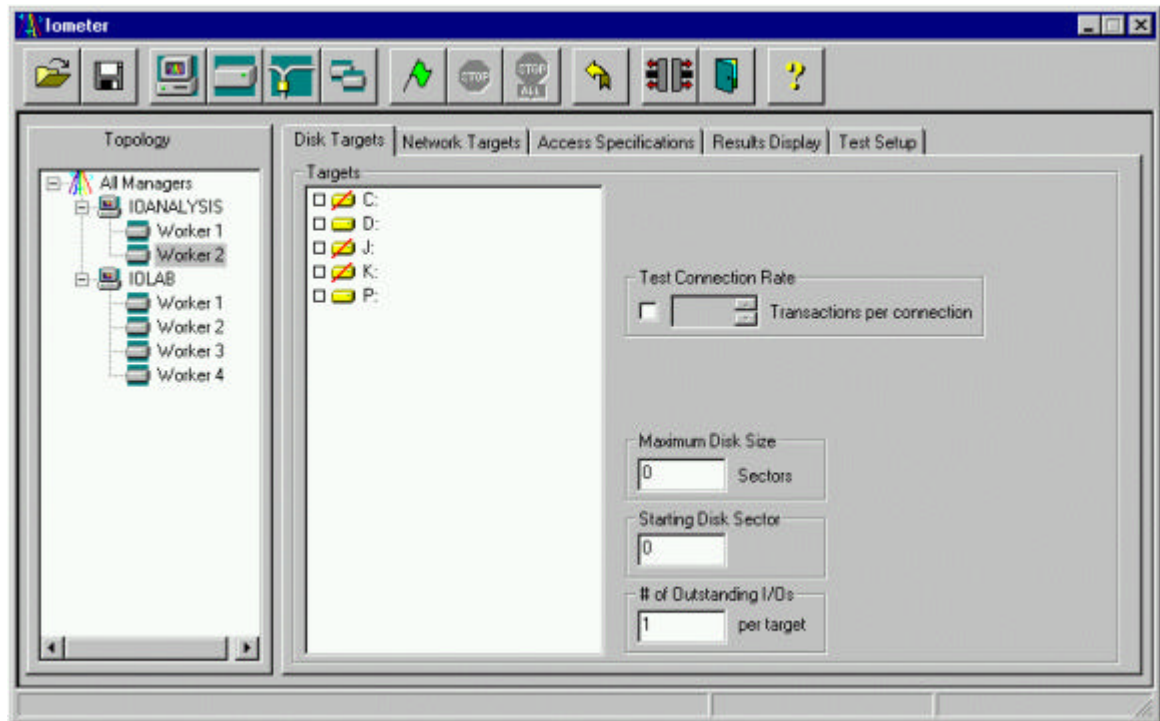 Iometer
STOP
STOP
ALL
Topology
All Managers
IOANALYSIS
Worker 1
Worker 2
IOLAB
Worker 1
Worker 2
Worker 3
Worker 4
Disk Targets
Network Targets
Access Specifications
Results Display
Test Setup
Targets
C:
D:
J:
K:
P:
Test Connection Rate
Transactions per connection
Maximum Disk Size
0
Sectors
Starting Disk Sector
0
# of Outstanding I/Os
1
per target